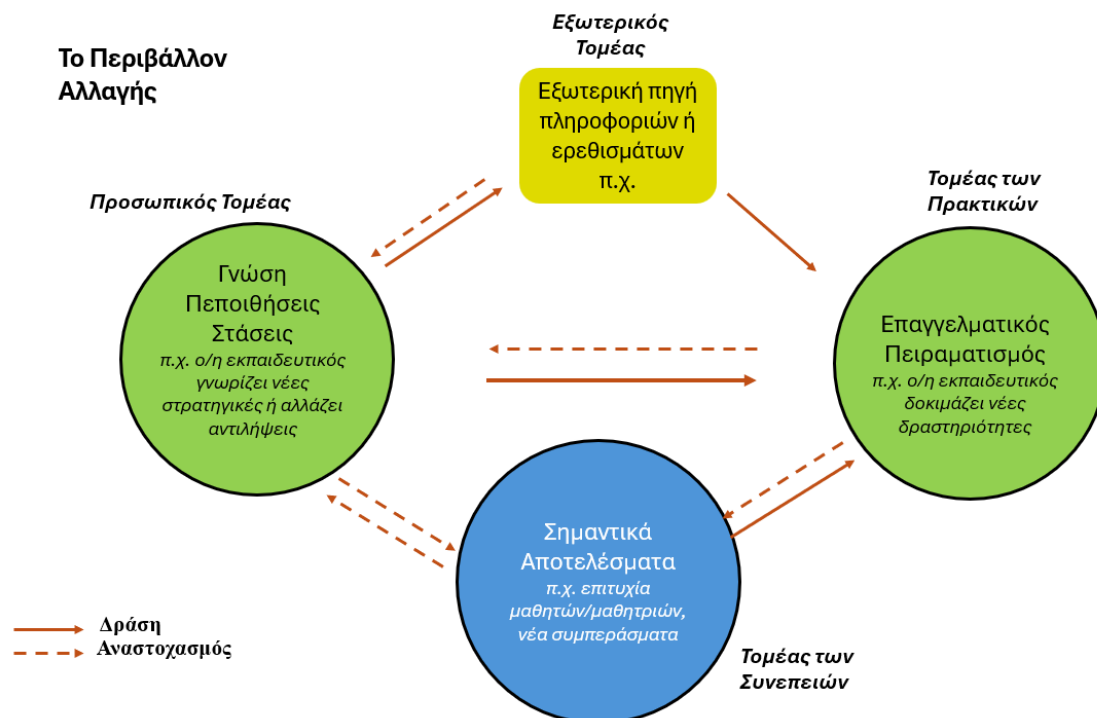 Το Περιβάλλον
Αλλαγής
Εξωτερικός
Τομέας
Εξωτερική πηγή
πληροφοριών ή
ερεθισμάτων
π.χ.
Προσωπικός Τομέας
Γνώση
Πεποιθήσεις
Στάσεις
π.χ. ο/η εκπαιδευτικός
γνωρίζει νέες
στρατηγικές ή αλλάζει
αντιλήψεις
Τομέας των
Πρακτικών
Επαγγελματικός
Πειραματισμός
π.χ. ο/η εκπαιδευτικός
δοκιμάζει νέες
δραστηριότητες
Σημαντικά
Αποτελέσματα
π.χ. επιτυχία
μαθητών/μαθητριών,
νέα συμπεράσματα
Τομέας των
Συνεπειών
Δράση
Αναστοχασμός